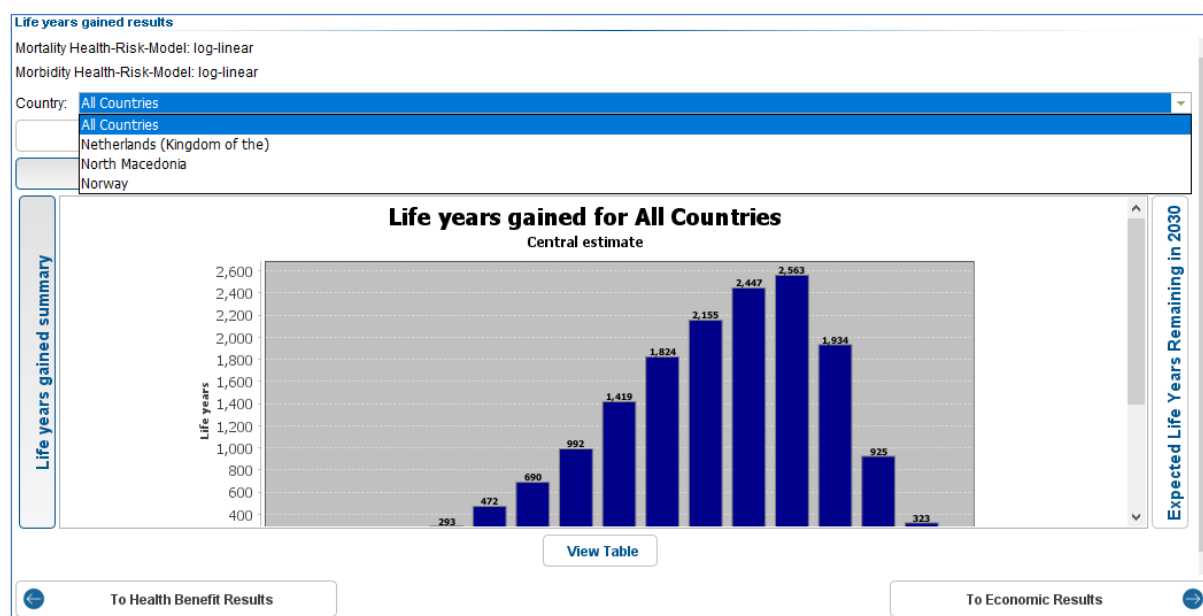 Life years gained results
Mortality Health-Risk-Model: log-linear
Morbidity Health-Risk-Model: log-linear
Country: All Countries
All Countries
Netherlands (Kingdom of the)
North Macedonia
Norway
Life years gained summary
Life years gained for All Countries
Central estimate
Life years
2,600
2,400
2,200
2,000
1,800
1,600
1,400
1,200
1,000
800
600
400
293
472
690
992
1,419
1,824
2,155
2,447
2,563
1,934
925
323
Expected Life Years Remaining in 2030
View Table
To Health Benefit Results
To Economic Results